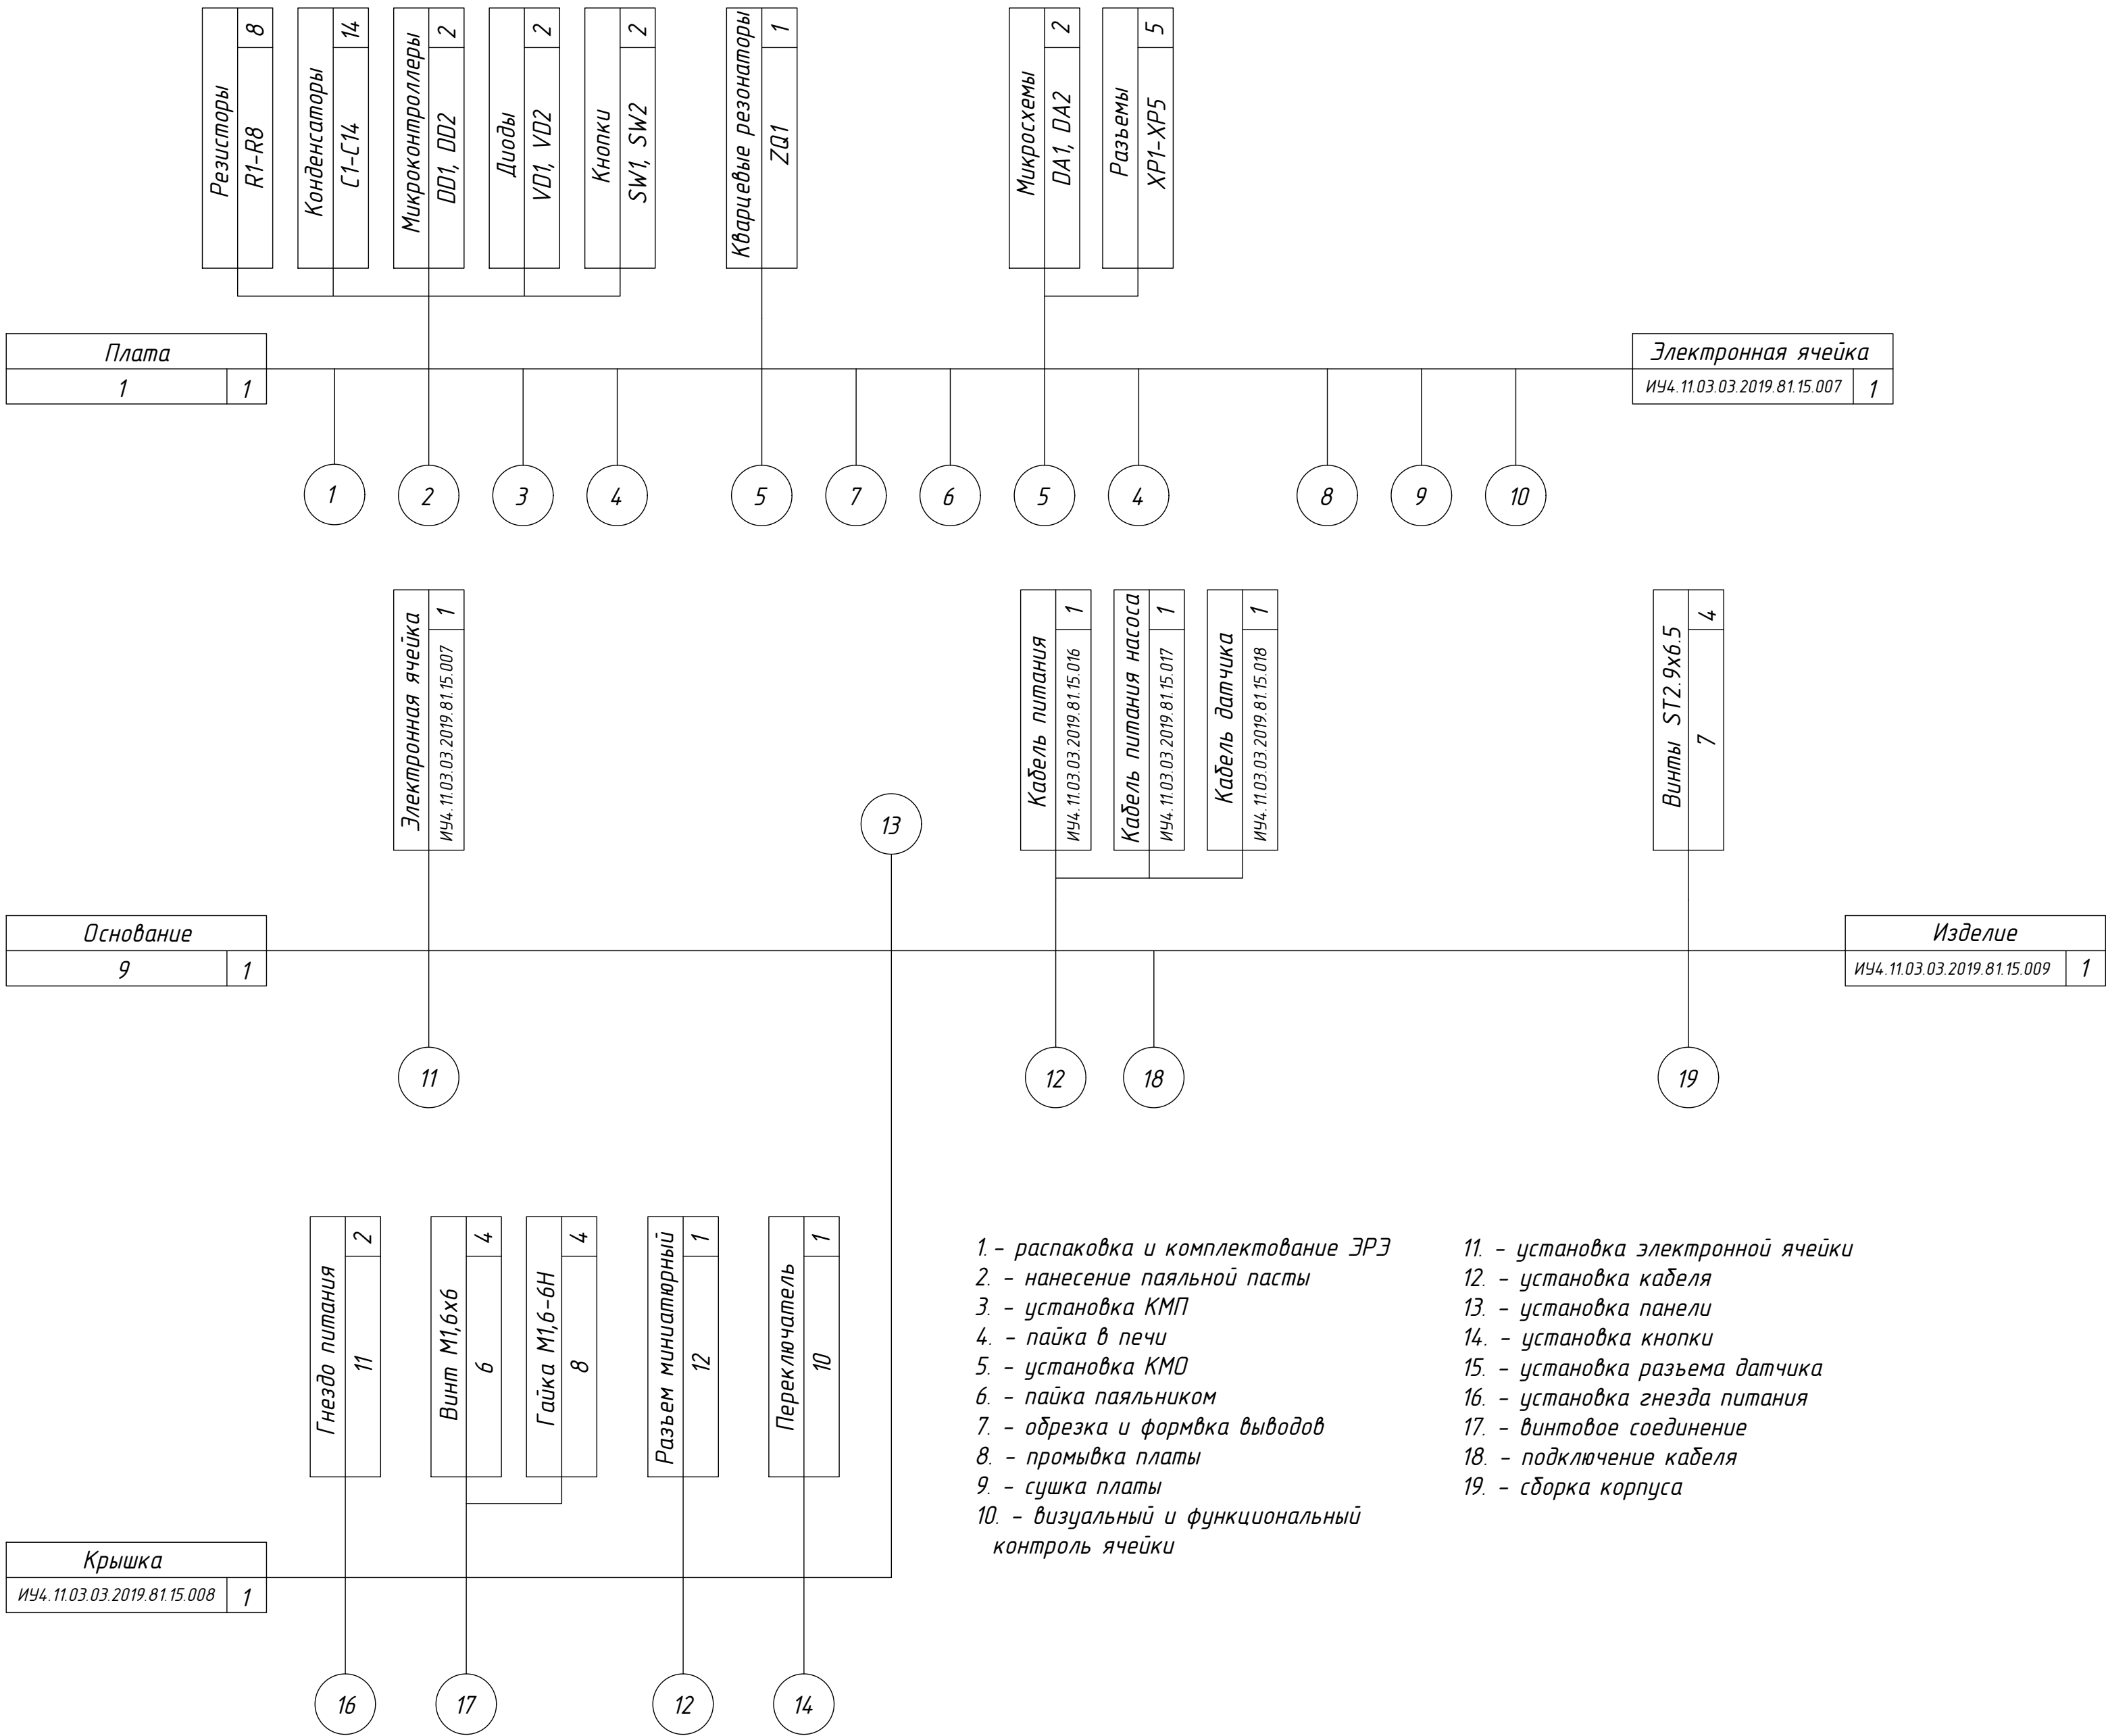 Резисторы
R1-R8
8
Конденсаторы
C1-C14
14
Микроконтроллеры
DD1, DD2
2
Диоды
VD1, VD2
2
Кнопки
SW1, SW2
2
Кварцевые резонаторы
ZQ1
1
Микросхемы
DA1, DA2
2
Разъемы
XP1-XP5
5
Плата
1
1
Электронная ячейка
ИУ4.11.03.03.2019.81.15.007
1
1
2
3
4
5
7
6
5
4
8
9
10
Электронная ячейка
ИУ4.11.03.03.2019.81.15.007
1
13
Кабель питания
ИУ4.11.03.03.2019.81.15.016
1
Кабель питания насоса
ИУ4.11.03.03.2019.81.15.017
1
Кабель датчика
ИУ4.11.03.03.2019.81.15.018
1
Винты ST2.9x6.5
7
4
Основание
9
1
Изделие
ИУ4.11.03.03.2019.81.15.009
1
11
12
18
19
Гнездо питания
11
2
Винт М1,6х6
6
4
Гайка М1,6-6Н
8
4
Разъем миниатюрный
12
1
Переключатель
10
1
Крышка
ИУ4.11.03.03.2019.81.15.008
1
16
17
12
14
1. - распаковка и комплектование ЭРЭ
2. - нанесение паяльной пасты
3. - установка КМП
4. - пайка в печи
5. - установка КМО
6. - пайка паяльником
7. - обрезка и формвка выводов
8. - промывка платы
9. - сушка платы
10. - визуальный и функциональный
контроль ячейки
11. - установка электронной ячейки
12. - установка кабеля
13. - установка панели
14. - установка кнопки
15. - установка разъема датчика
16. - установка гнезда питания
17. - винтовое соединение
18. - подключение кабеля
19. - сборка корпуса